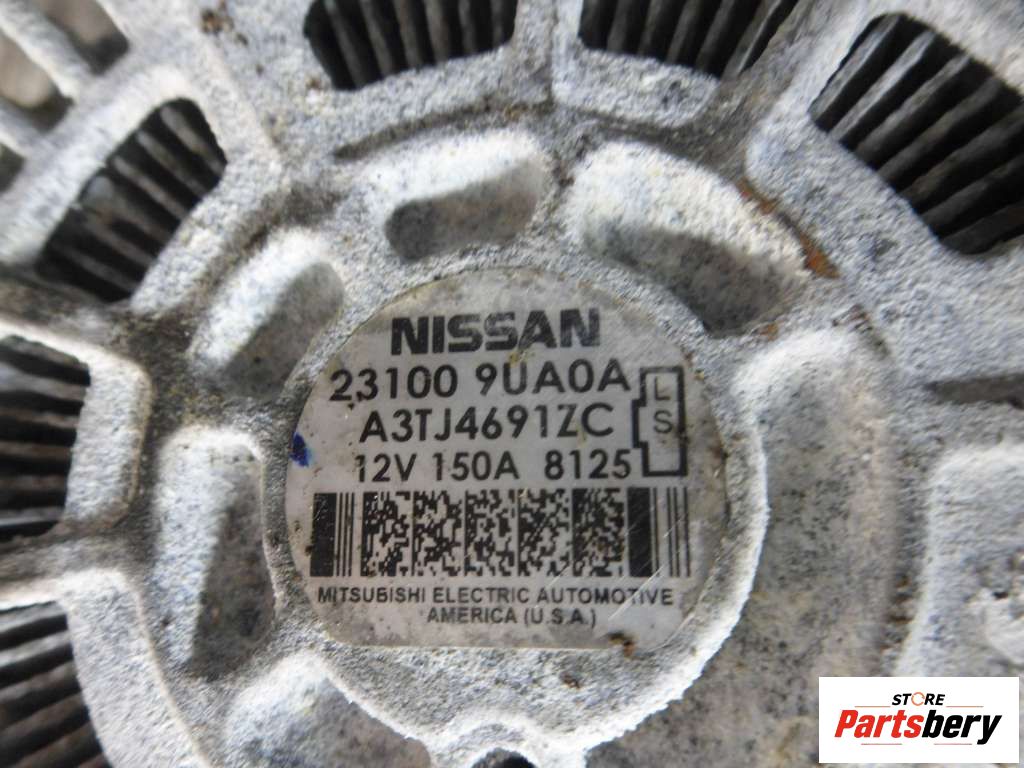 NISSAN
23100 9UA0A
A3TJ4691ZC
L
S
12V 150A 8125
MITSUBISHI ELECTRIC AUTOMOTIVE
AMERICA (U.S.A.)
STORE
Partsbery